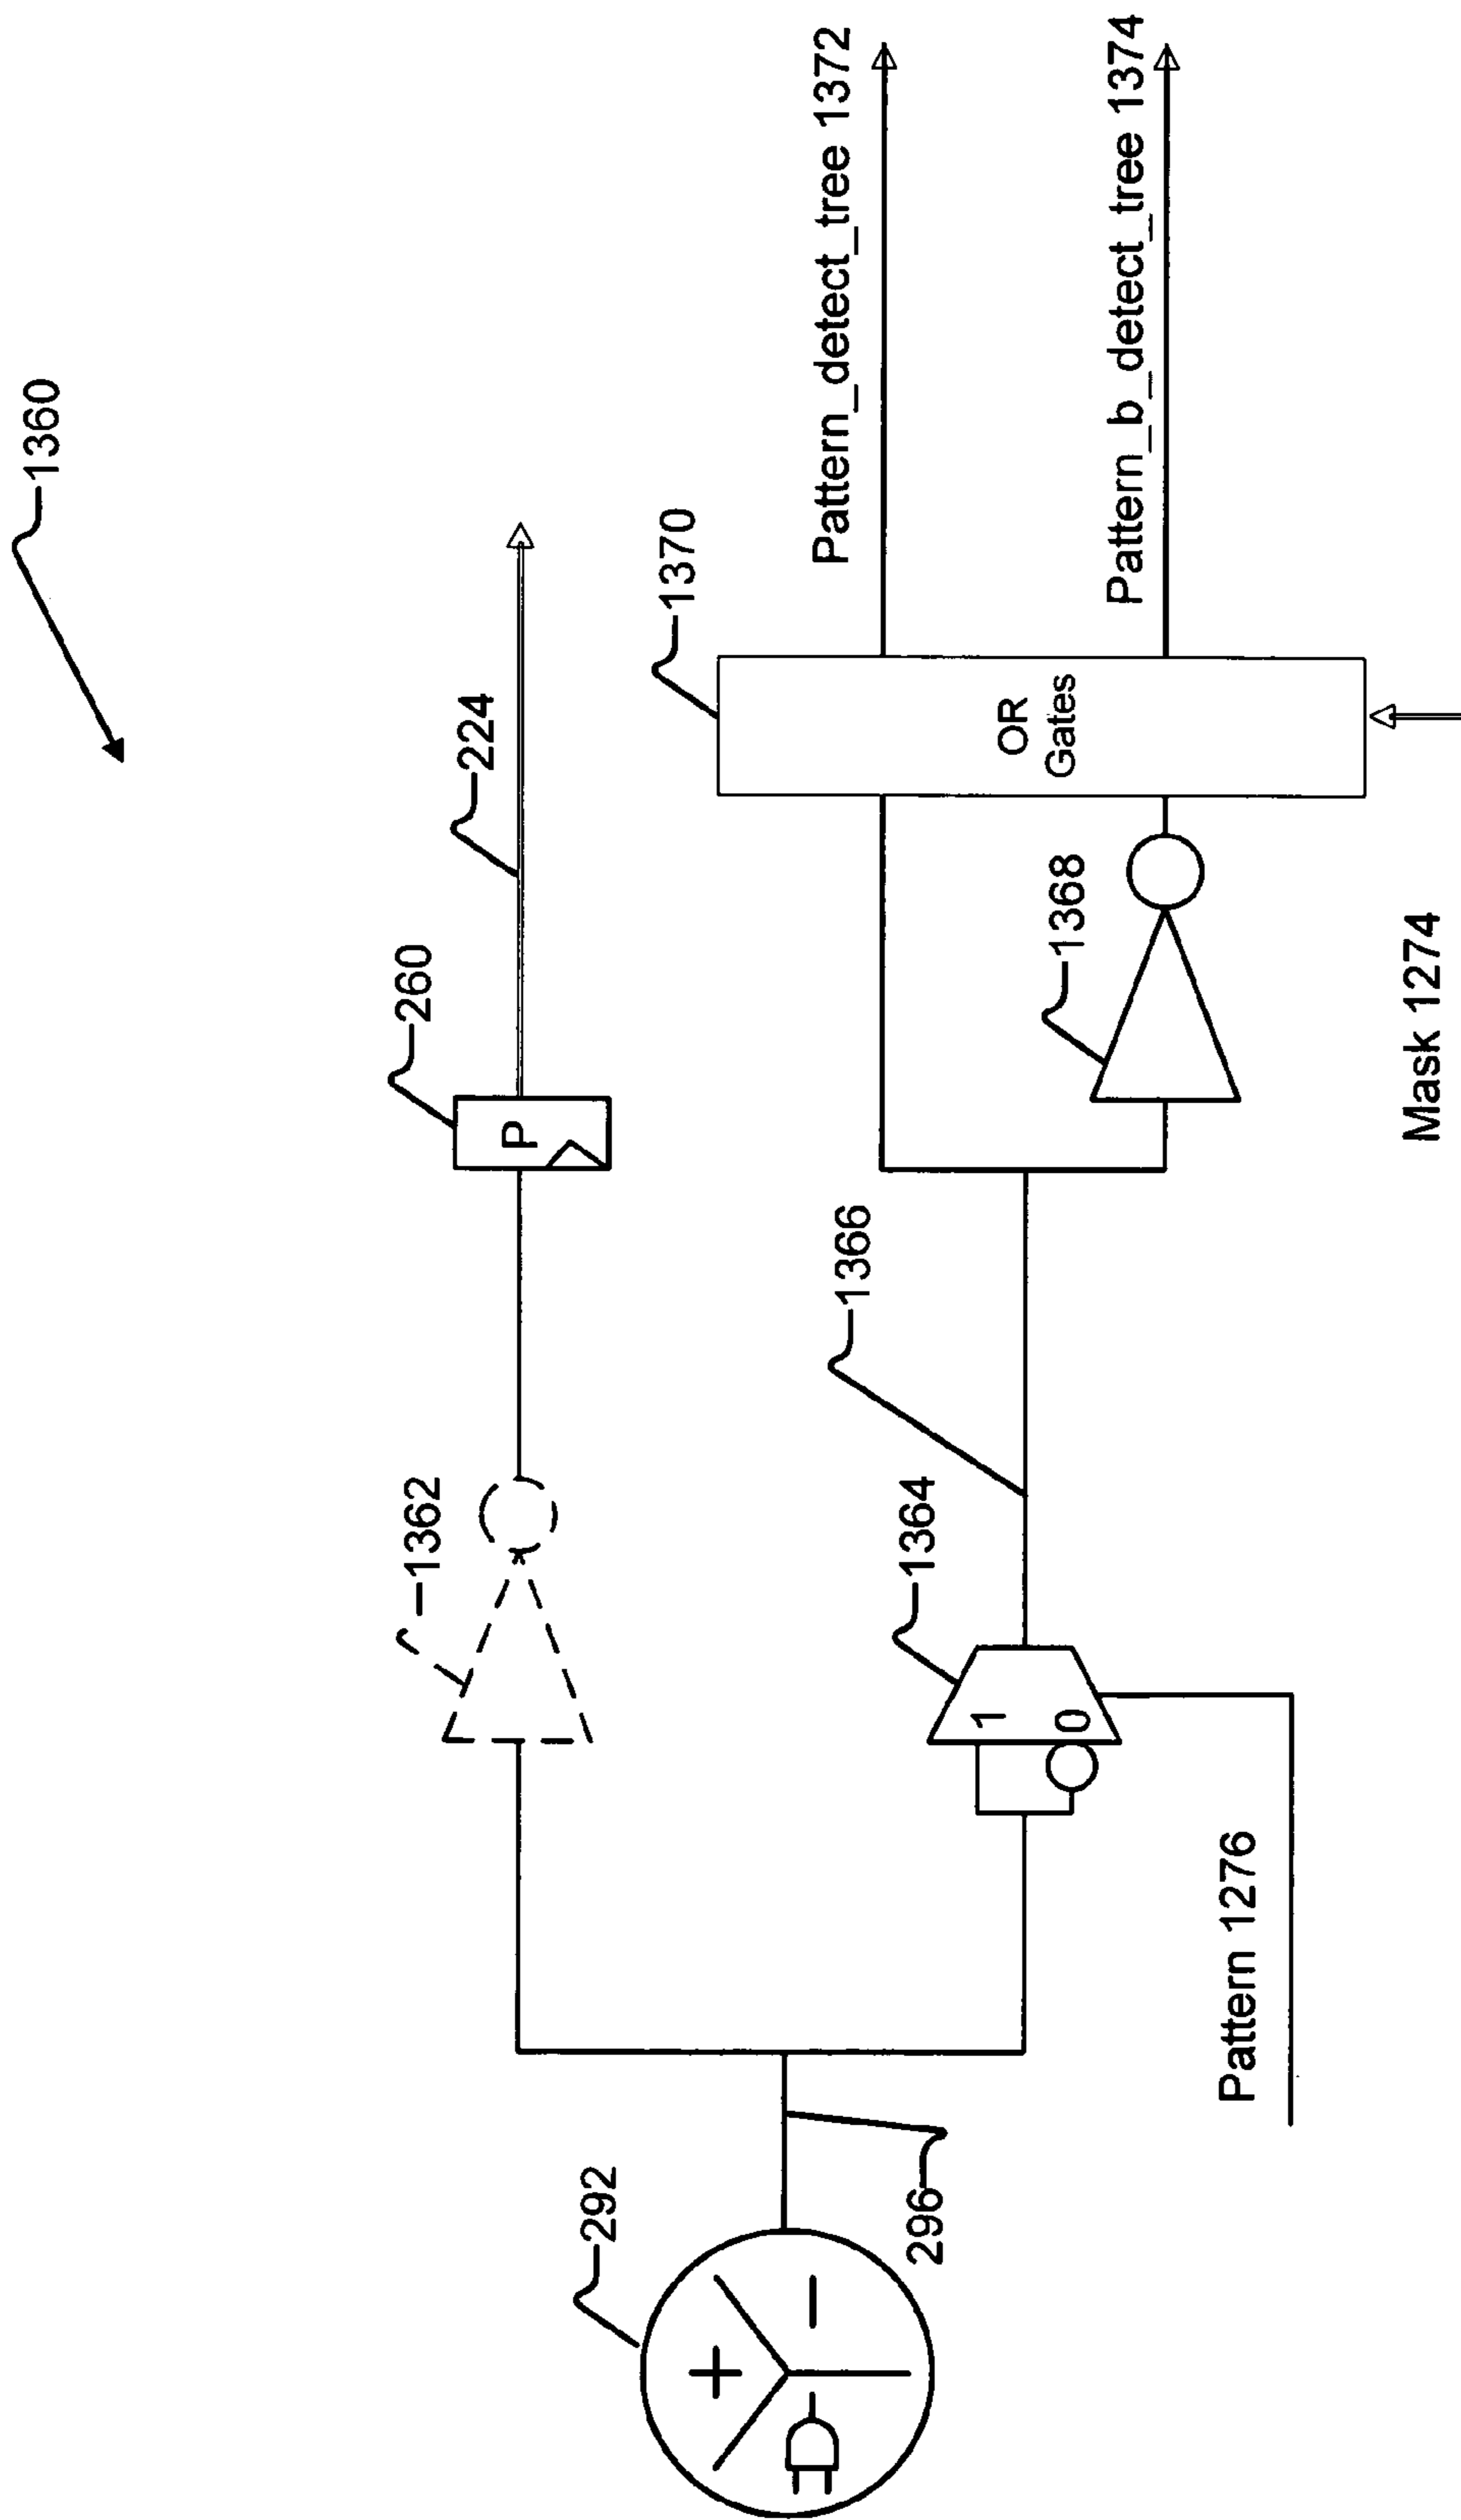 1360
224
260
1362
1370
Pattern_detect_tree 1372
Pattern_b_detect_tree 1374
OR
Gates
P
1368
1366
1364
1
0
292
296
Pattern 1276
Mask 1274